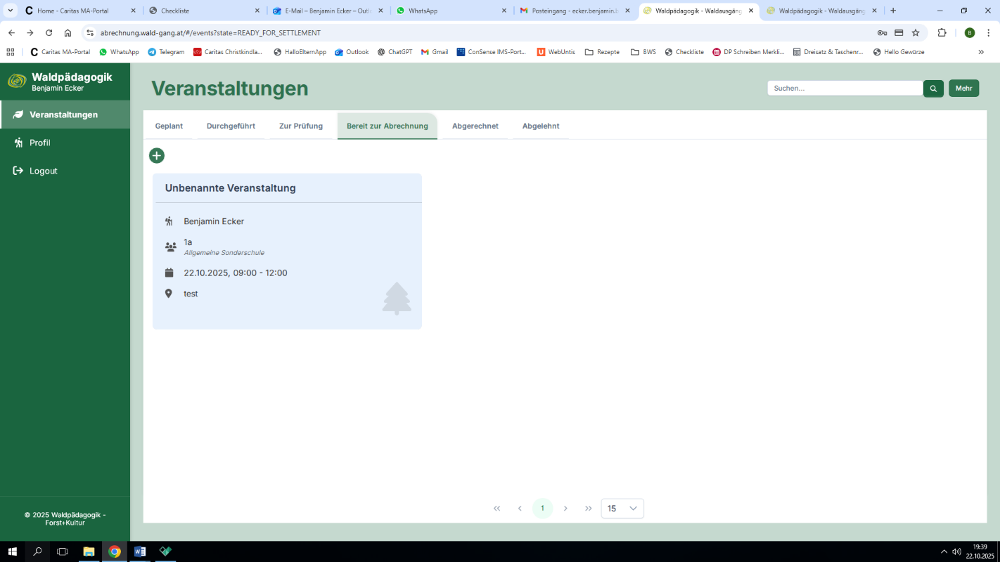 Home - Caritas MA-Portal
Checkliste
E-Mail – Benjamin Ecker – Outl
WhatsApp
Posteingang - ecker.benjamin.b
Waldpädagogik - Waldausgäng
Waldpädagogik - Waldausgäng
abrechnung.wald-gang.at/#/events?state=READY_FOR_SETTLEMENT
B
Caritas MA-Portal
WhatsApp
Telegram
Caritas Christkindla...
HalloElternApp
Outlook
ChatGPT
Gmail
ConSense IMS-Port...
WebUntis
Rezepte
BWS
Checkliste
DP Schreiben Merkli...
Dreisatz & Taschenr...
Hello Gewürze
Waldpädagogik
Benjamin Ecker
Veranstaltungen
Profil
Logout
© 2025 Waldpädagogik -
Forst+Kultur
Veranstaltungen
Suchen...
Mehr
Geplant
Durchgeführt
Zur Prüfung
Bereit zur Abrechnung
Abgerechnet
Abgelehnt
Unbenannte Veranstaltung
Benjamin Ecker
1a
Allgemeine Sonderschule
22.10.2025, 09:00 - 12:00
test
1
15
19:39
22.10.2025